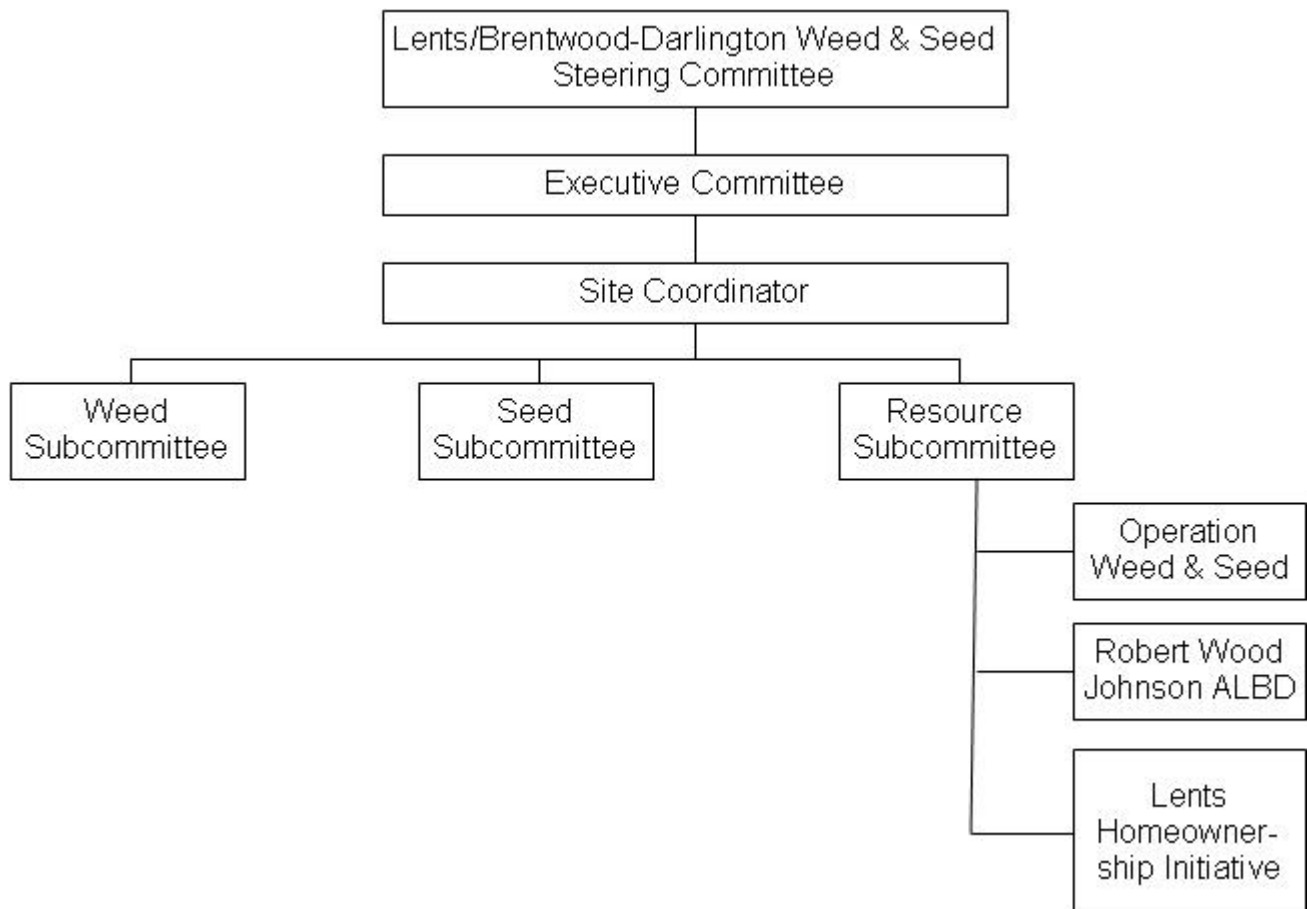 Lents/Brentwood-Darlington Weed & Seed
Steering Committee
Executive Committee
Site Coordinator
Weed
Subcommittee
Seed
Subcommittee
Resource
Subcommittee
Operation
Weed & Seed
Robert Wood
Johnson ALBD
Lents
Homeowner-
ship Initiative